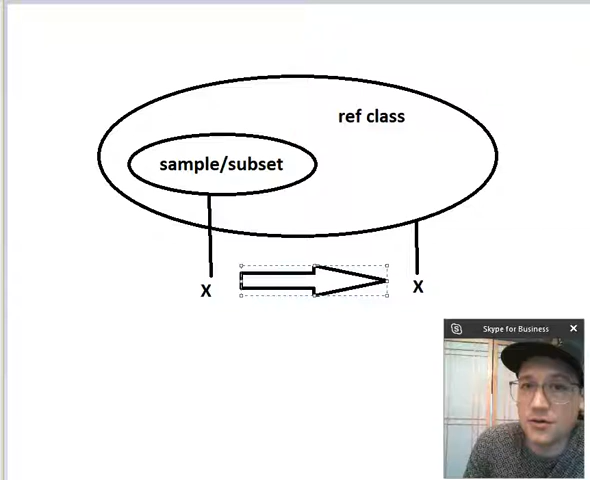 ref class
sample/subset
X
X
Skype for Business